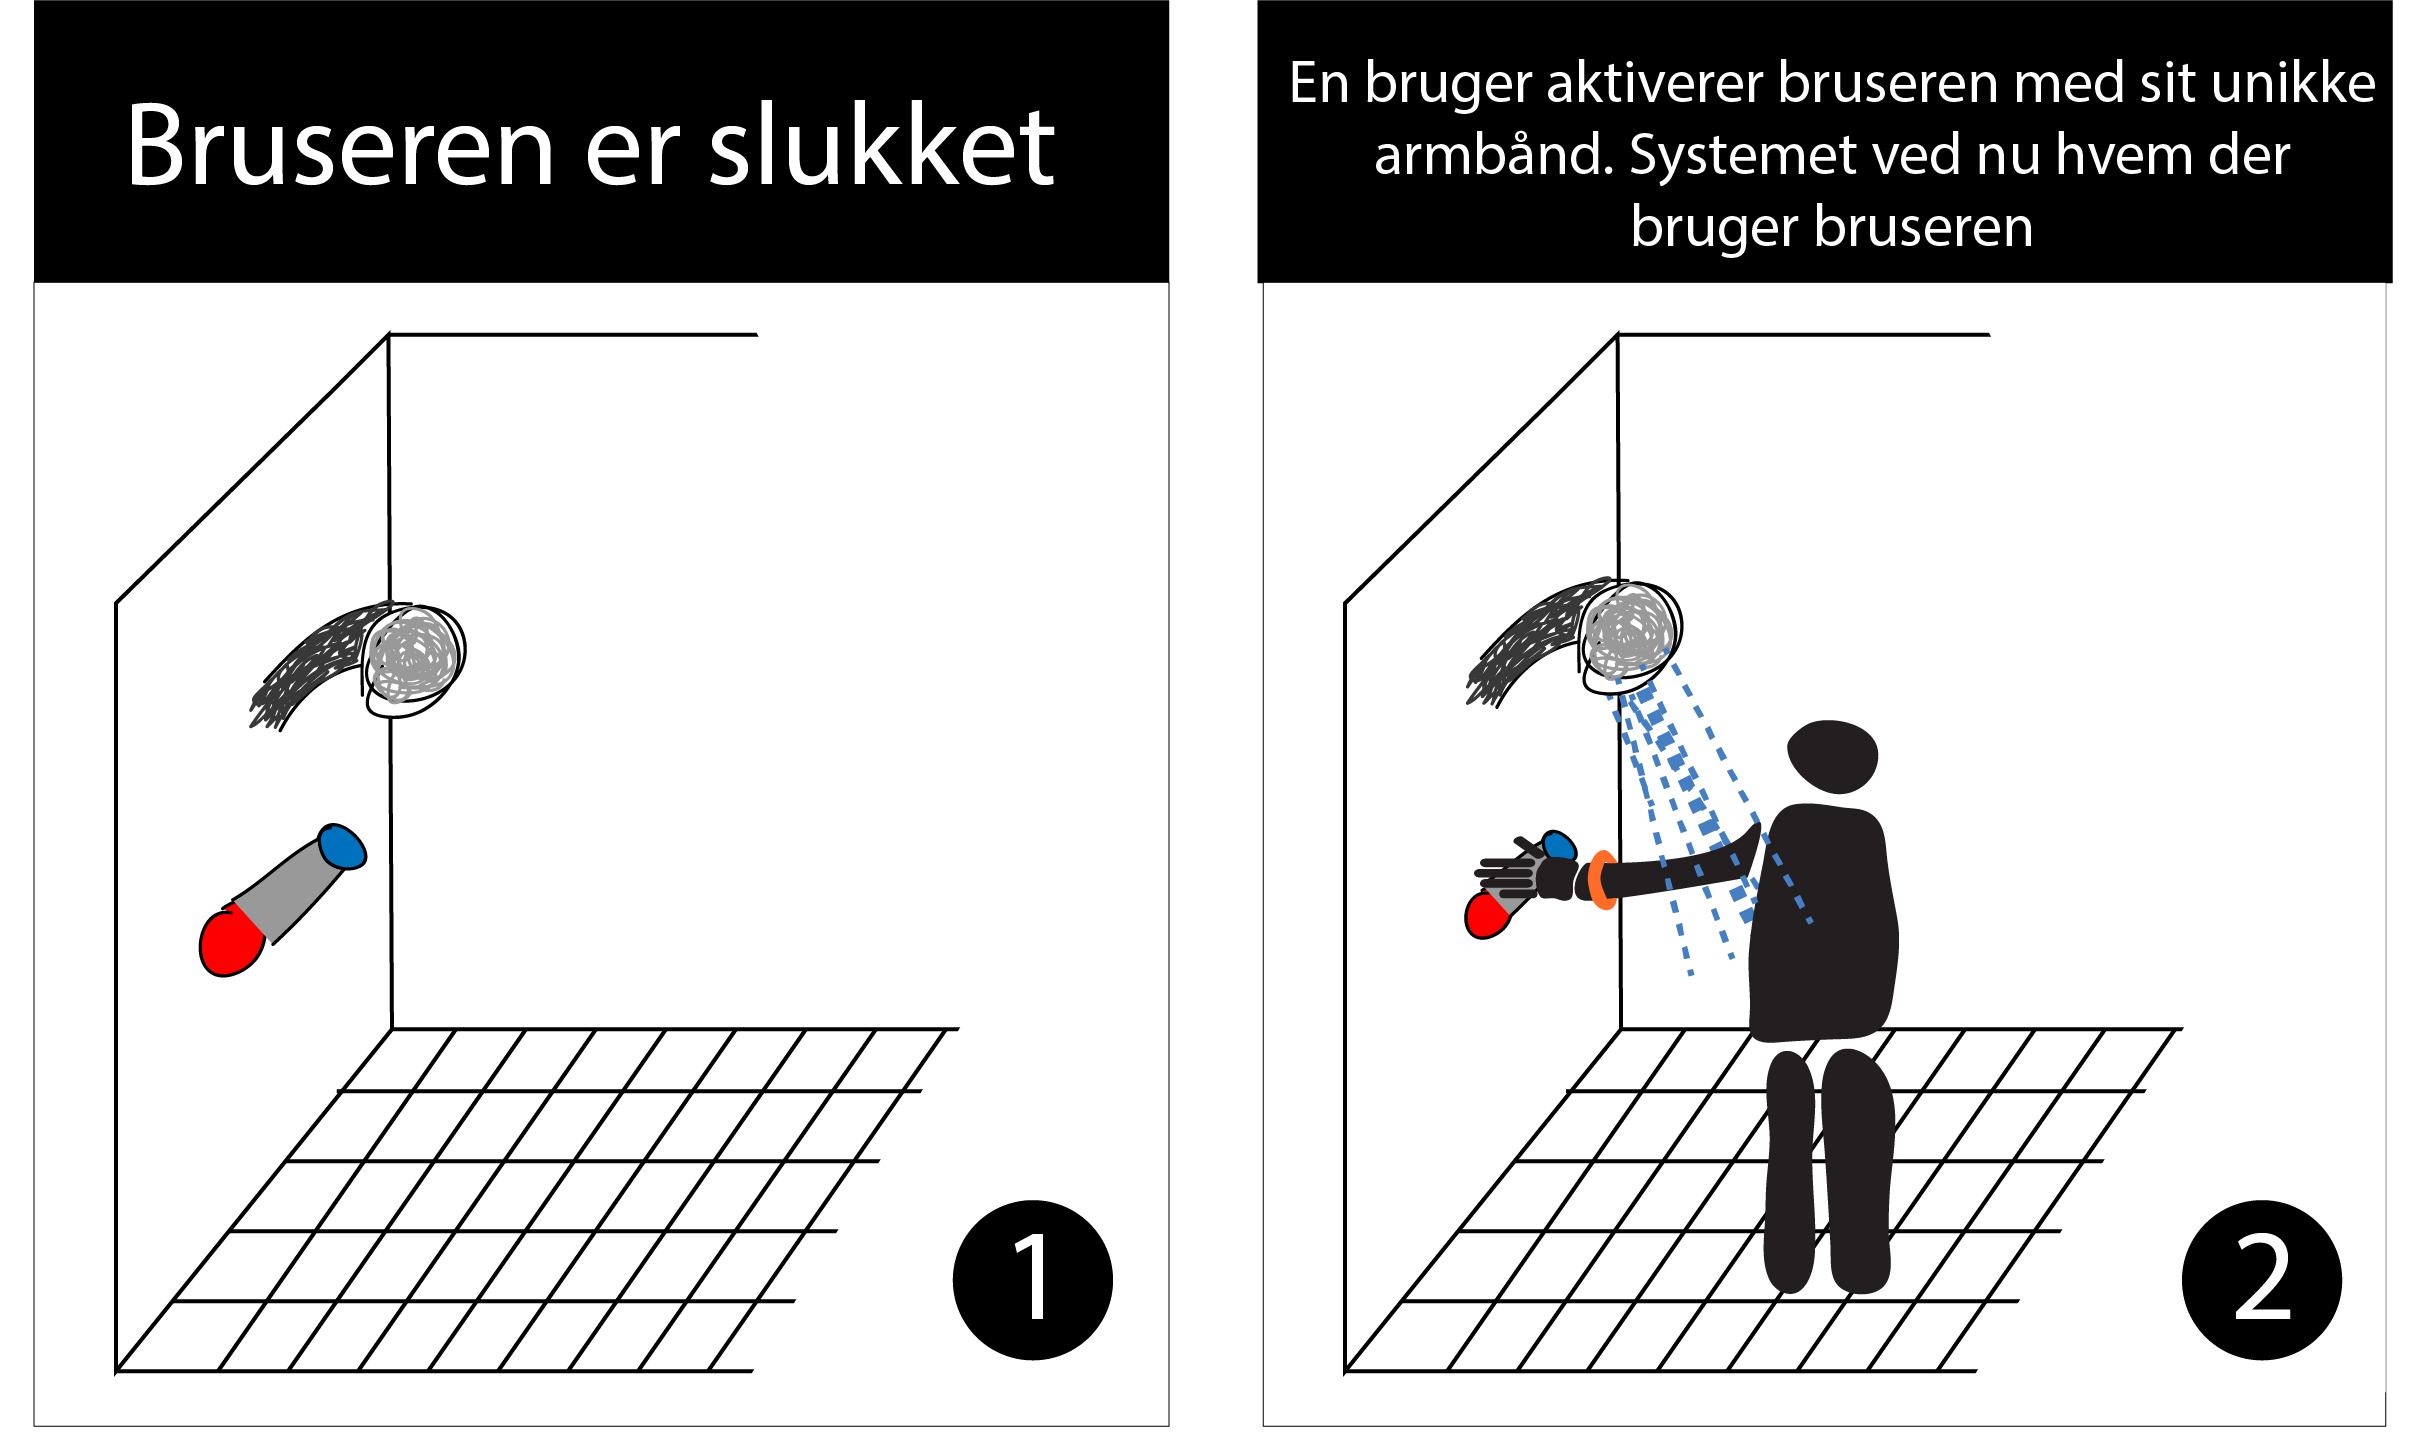 Bruseren er slukket
1
En bruger aktiverer bruseren med sit unikke
armbånd. Systemet ved nu hvem der
bruger bruseren
2